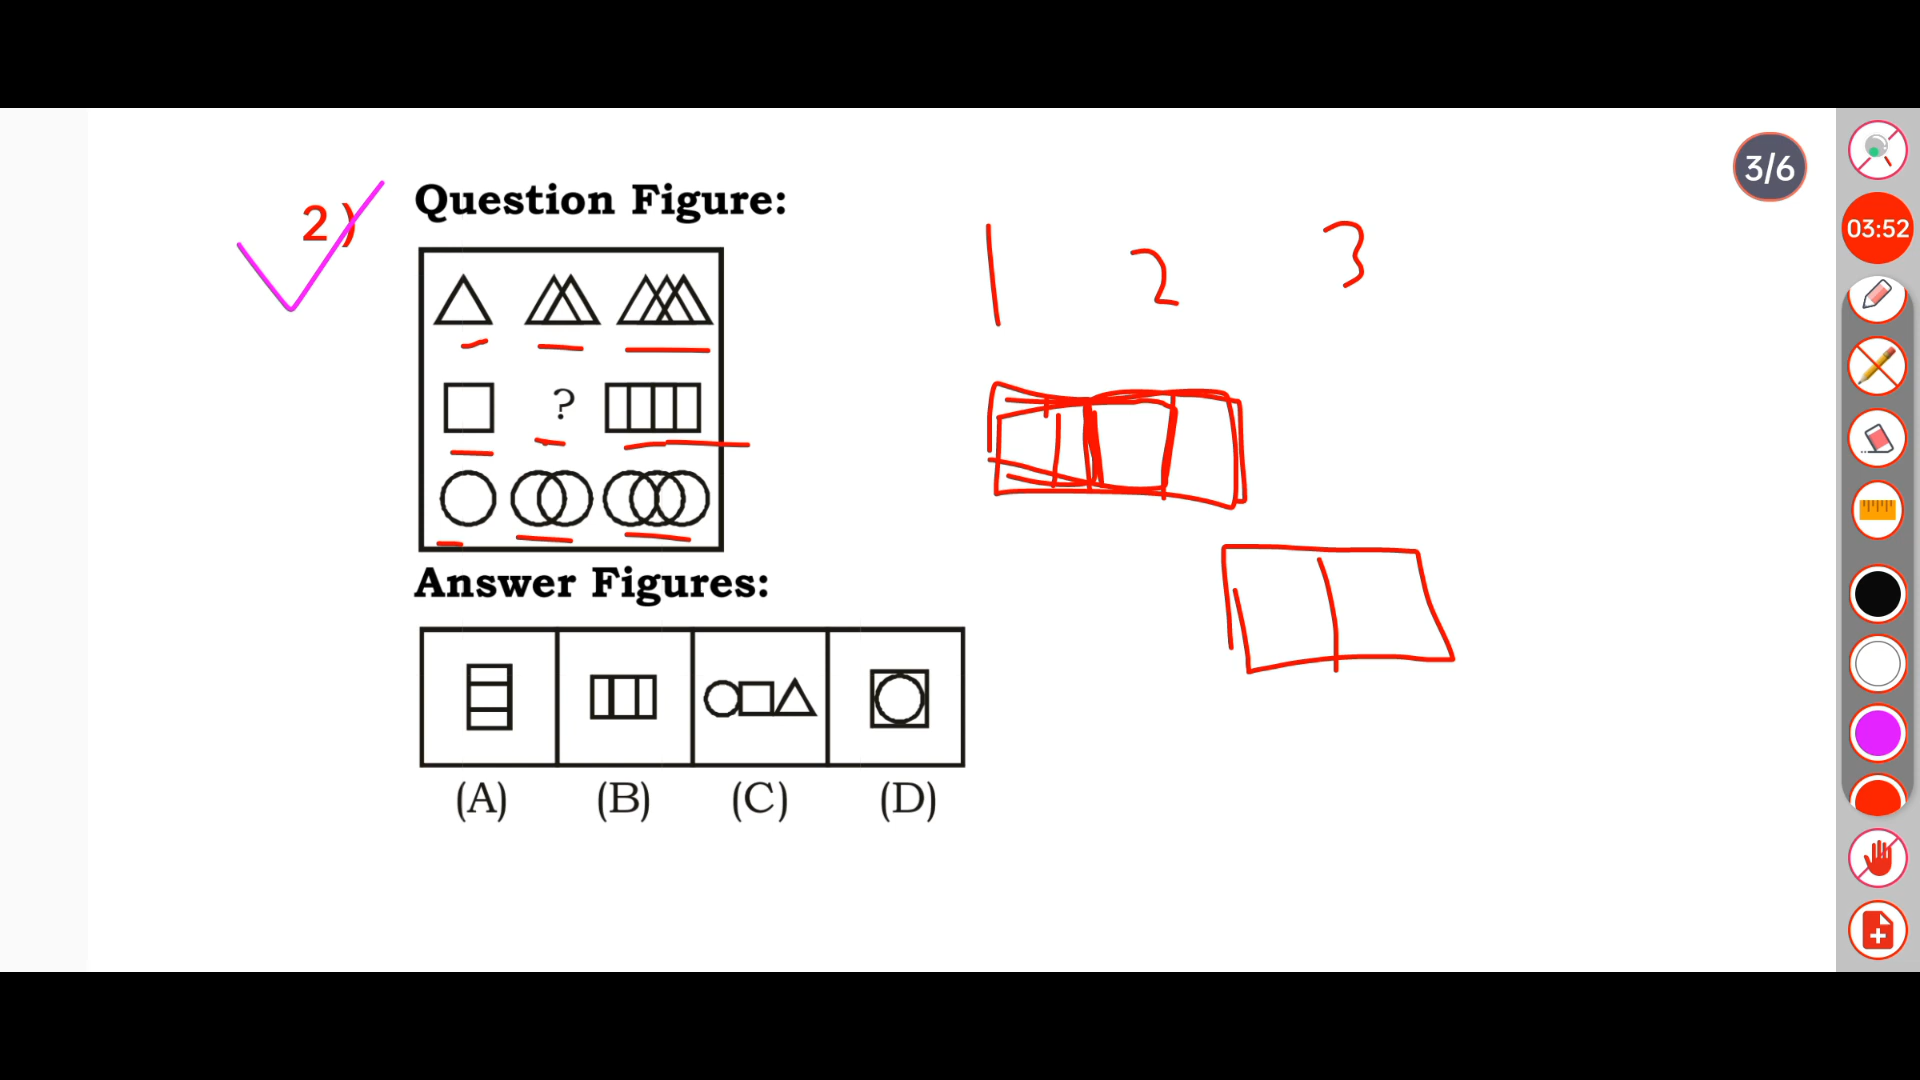 3/6
03:52
2)
Question Figure:
1 2 3
?
Answer Figures:
(A) (B) (C) (D)